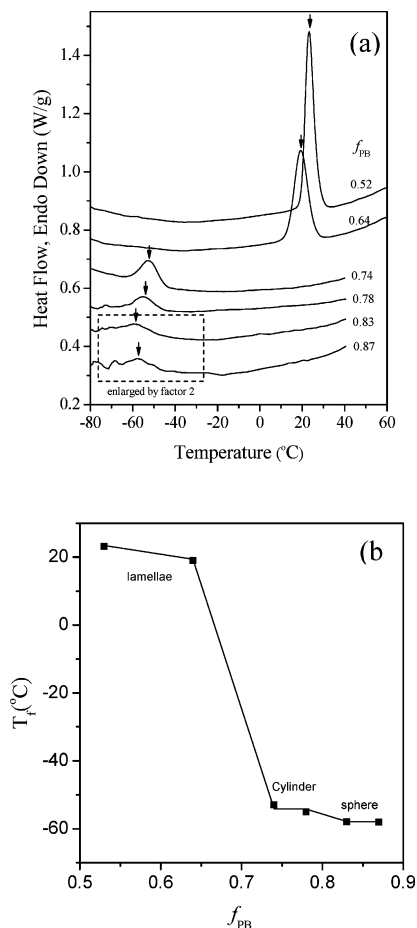 (a)
Heat Flow, Endo Down (W/g)
1.4
1.2
1.0
0.8
0.6
0.4
0.2
f_PB
0.52
0.64
0.74
0.78
0.83
0.87
enlarged by factor 2
-80 -60 -40 -20 0 20 40 60
Temperature (°C)
(b)
T_f(°C)
20
0
-20
-40
-60
lamellae
Cylinder
sphere
0.5 0.6 0.7 0.8 0.9
f_PB